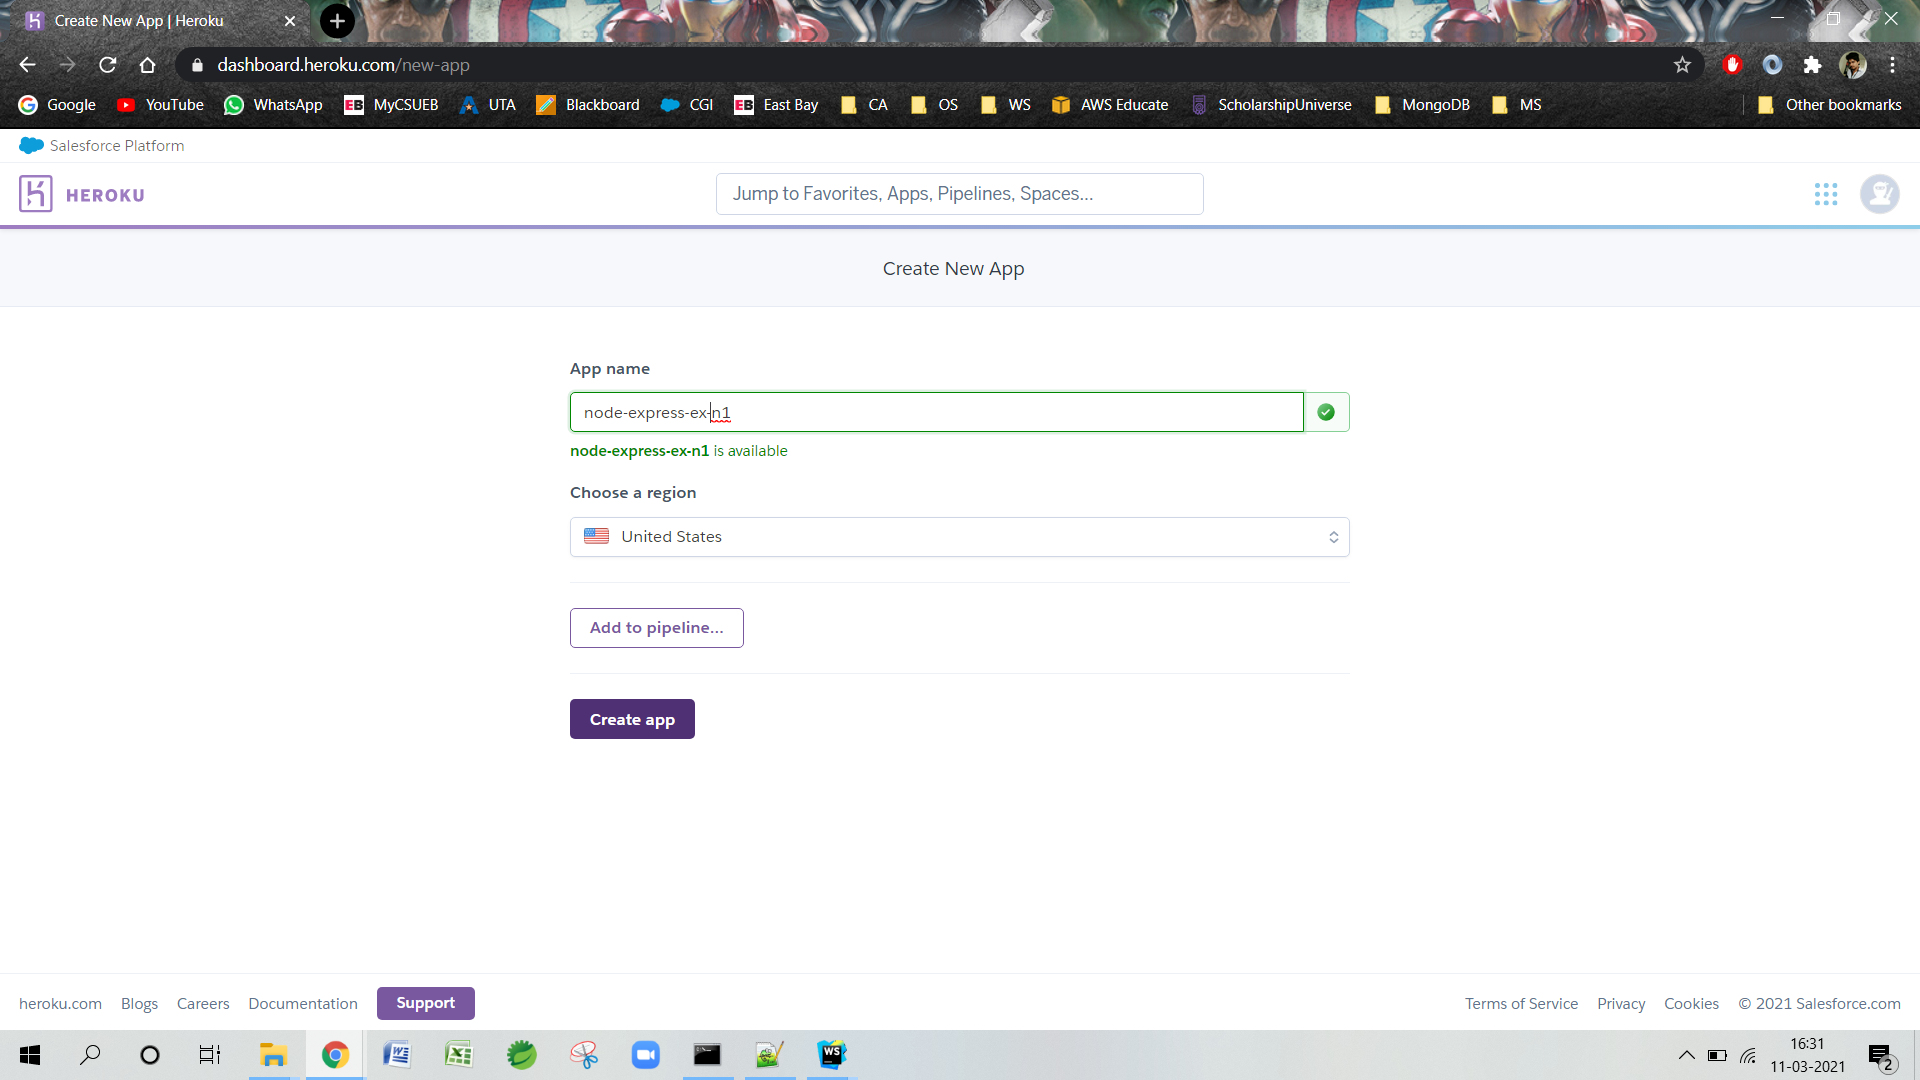 Create New App | Heroku
dashboard.heroku.com/new-app
Google YouTube WhatsApp EB MyCSUEB UTA Blackboard CGI EB East Bay CA OS WS AWS Educate ScholarshipUniverse MongoDB MS Other bookmarks
Salesforce Platform
HEROKU
Jump to Favorites, Apps, Pipelines, Spaces...
Create New App
App name
node-express-ex-n1
node-express-ex-n1 is available
Choose a region
United States
Add to pipeline...
Create app
heroku.com Blogs Careers Documentation Support Terms of Service Privacy Cookies © 2021 Salesforce.com
WS
16:31
11-03-2021
2